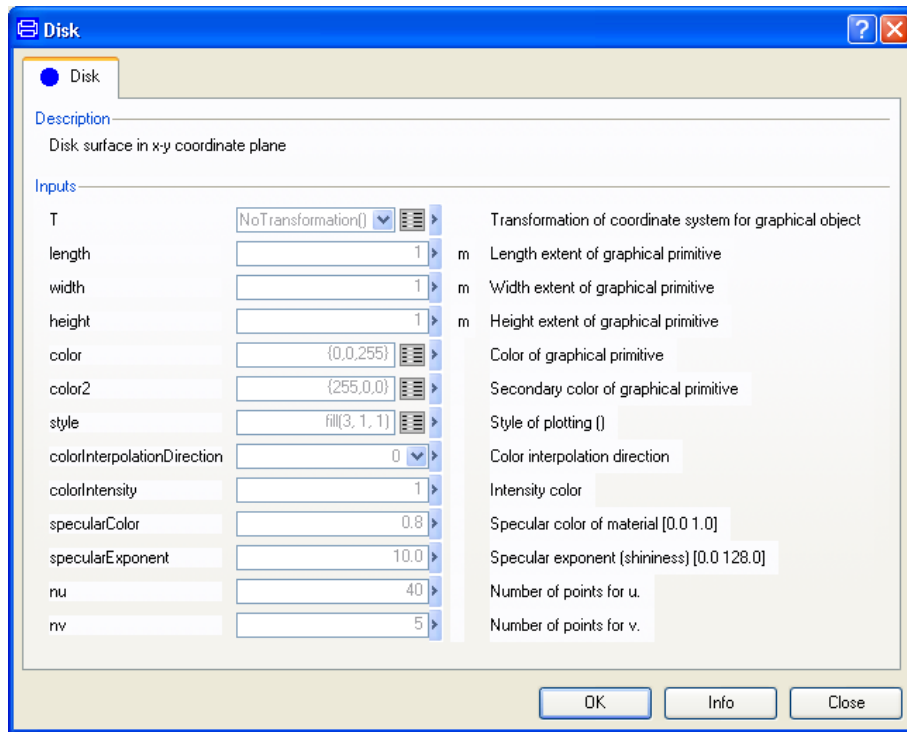 Disk
Disk
Description
Disk surface in x-y coordinate plane
Inputs
T NoTransformation() Transformation of coordinate system for graphical object
length 1 m Length extent of graphical primitive
width 1 m Width extent of graphical primitive
height 1 m Height extent of graphical primitive
color {0,0,255} Color of graphical primitive
color2 {255,0,0} Secondary color of graphical primitive
style fill(3, 1, 1) Style of plotting ()
colorInterpolationDirection 0 Color interpolation direction
colorIntensity 1 Intensity color
specularColor 0.8 Specular color of material [0.0 1.0]
specularExponent 10.0 Specular exponent (shininess) [0.0 128.0]
nu 40 Number of points for u.
nv 5 Number of points for v.
OK Info Close